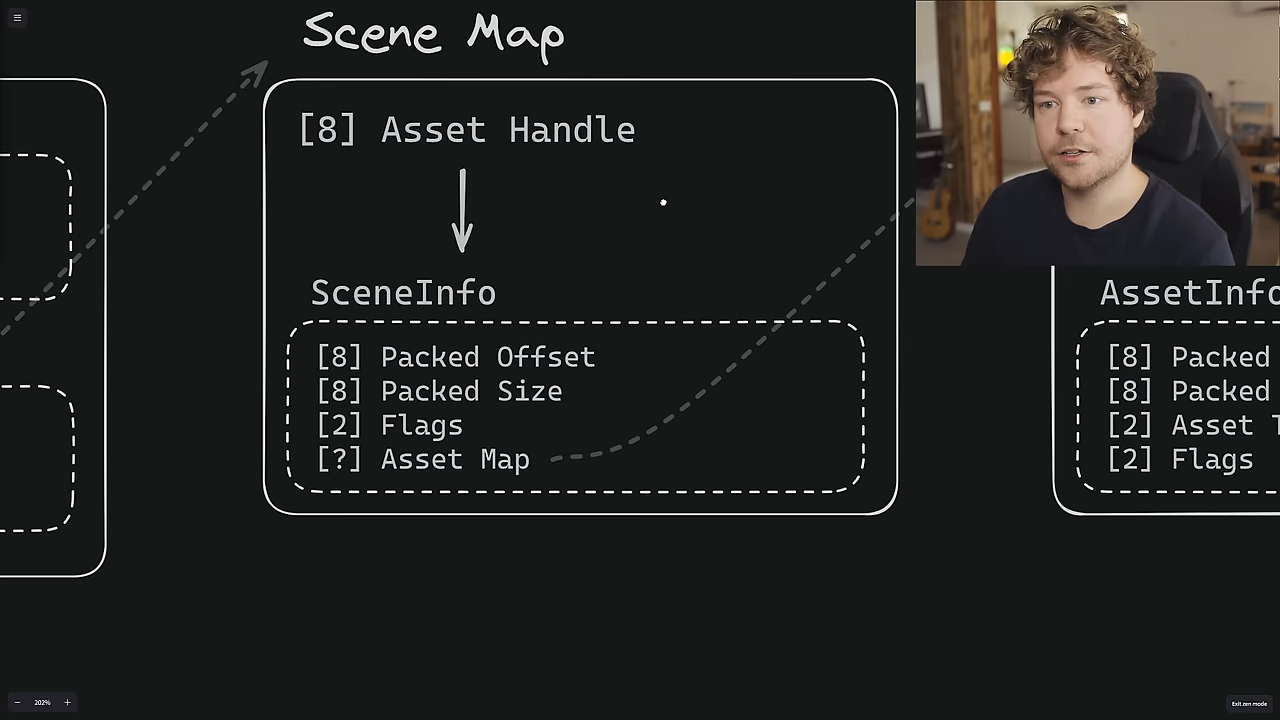 Scene Map
[8] Asset Handle
SceneInfo
[8] Packed Offset
[8] Packed Size
[2] Flags
[?] Asset Map
AssetInfo
[8] Packed
[8] Packed
[2] Asset
[2] Flags
202%
Exit zen mode